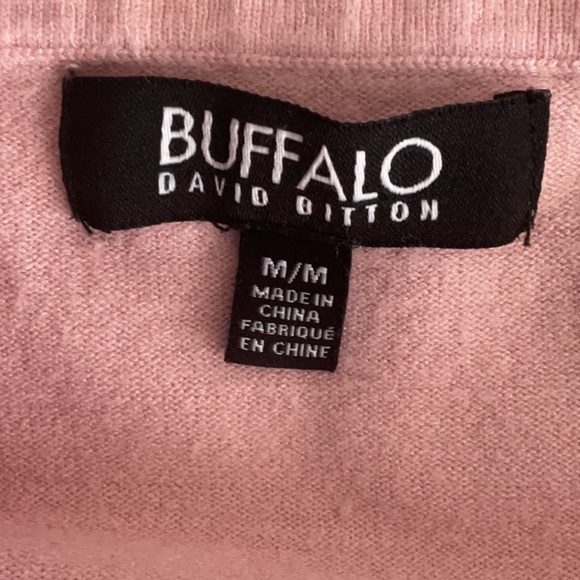 BUFFALO
DAVID BITTON
M/M
MADE IN
CHINA
FABRIQUÉ
EN CHINE